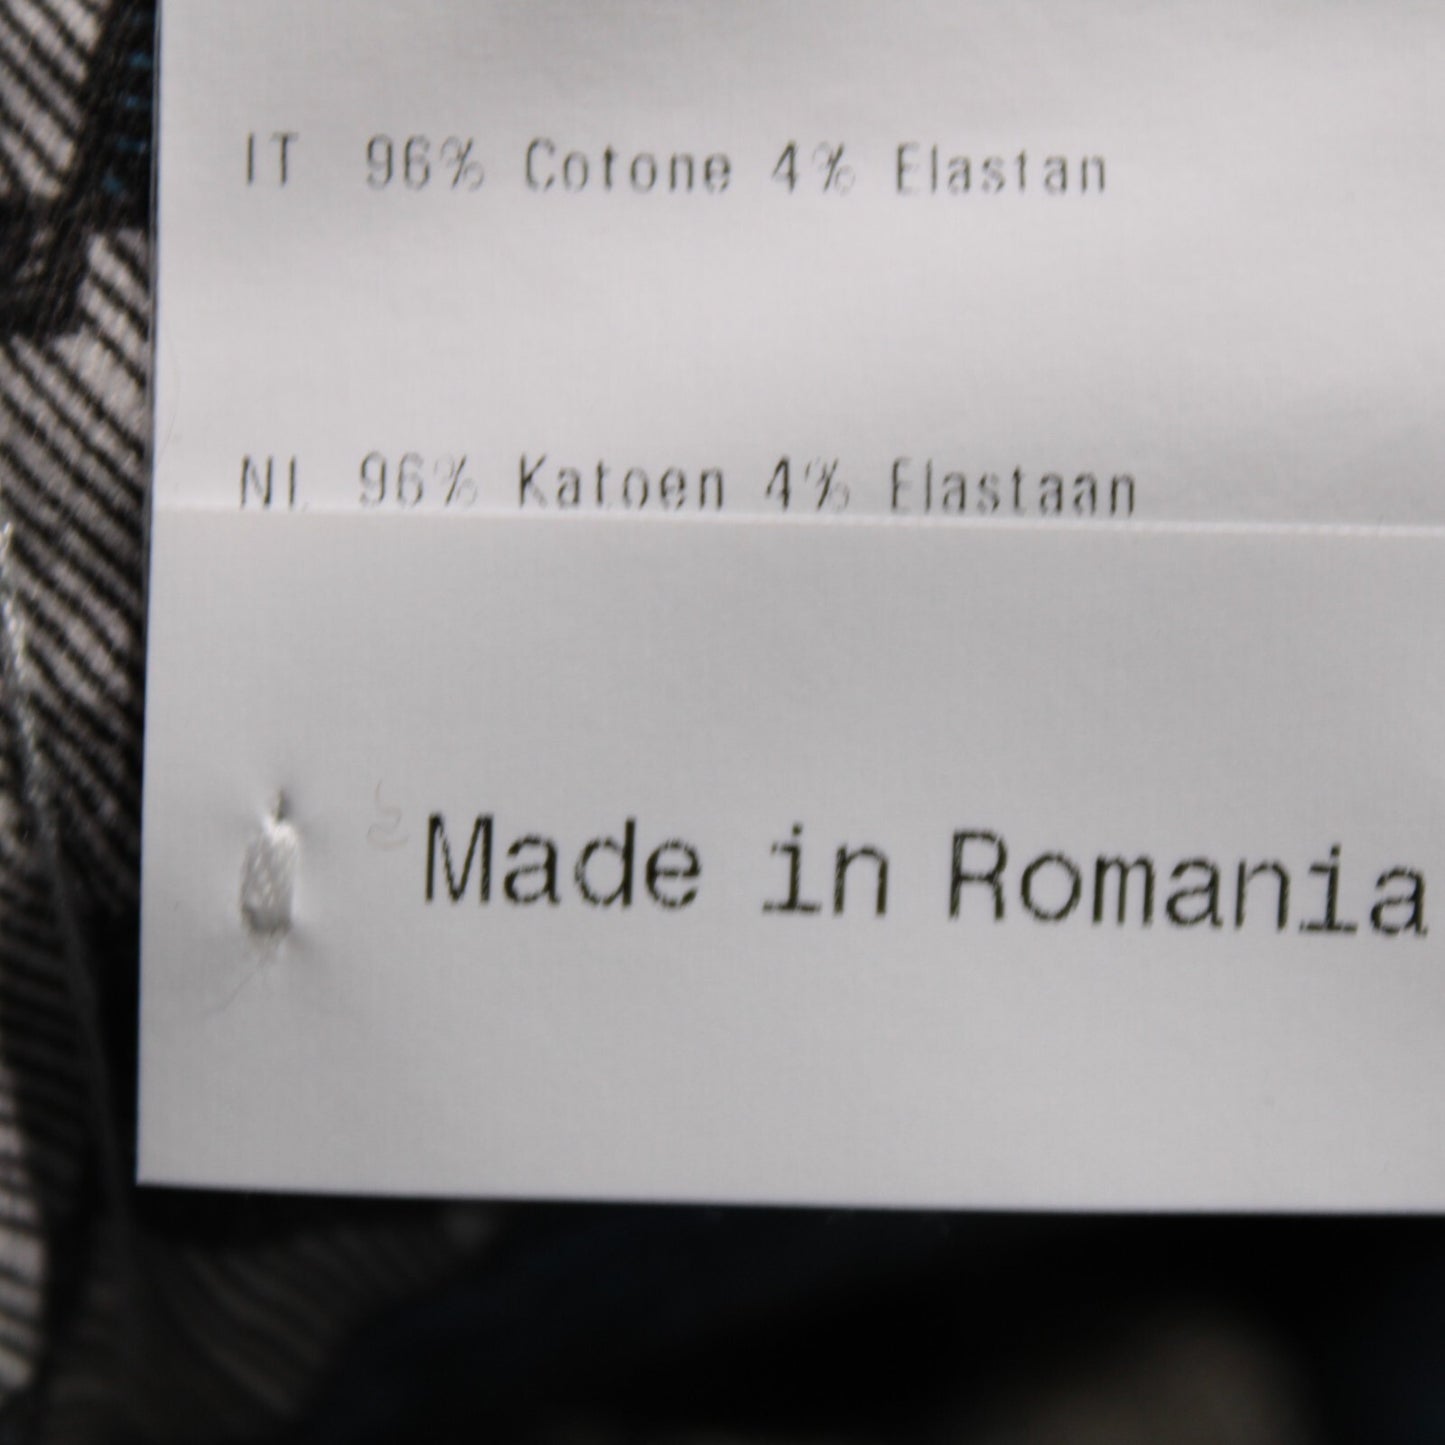 IT 96% Cotone 4% Elastan
NL 96% Katoen 4% Elastaan
Made in Romania